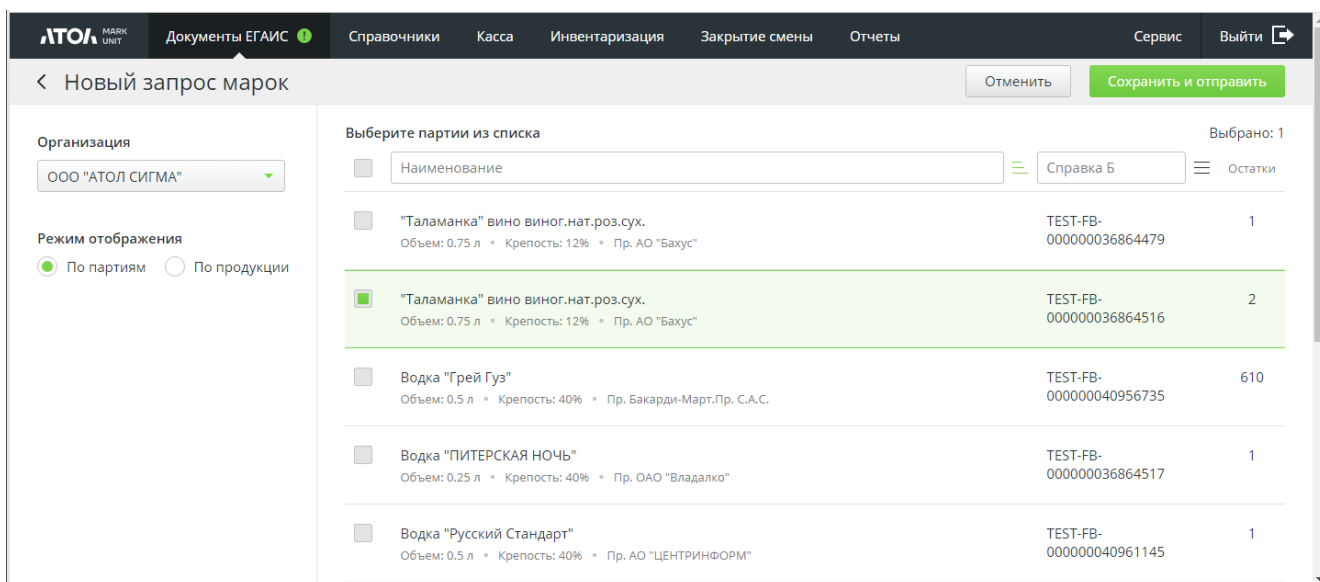 АТОЛ MARK UNIT Документы ЕГАИС ! Справочники Касса Инвентаризация Закрытие смены Отчеты Сервис Выйти
Новый запрос марок Отменить Сохранить и отправить
Организация
ООО "АТОЛ СИГМА"
Режим отображения
По партиям По продукции
Выберите партии из списка Выбрано: 1
Наименование Справка Б Остатки
"Таламанка" вино виног.нат.роз.сух. TEST-FB- 1
Объем: 0.75 л • Крепость: 12% • Пр. АО "Бахус" 000000036864479
"Таламанка" вино виног.нат.роз.сух. TEST-FB- 2
Объем: 0.75 л • Крепость: 12% • Пр. АО "Бахус" 000000036864516
Водка "Грей Гуз" TEST-FB- 610
Объем: 0.5 л • Крепость: 40% • Пр. Бакарди-Март.Пр. С.А.С. 000000040956735
Водка "ПИТЕРСКАЯ НОЧЬ" TEST-FB- 1
Объем: 0.25 л • Крепость: 40% • Пр. ОАО "Владалко" 000000036864517
Водка "Русский Стандарт" TEST-FB- 1
Объем: 0.5 л • Крепость: 40% • Пр. АО "ЦЕНТРИНФОРМ" 000000040961145